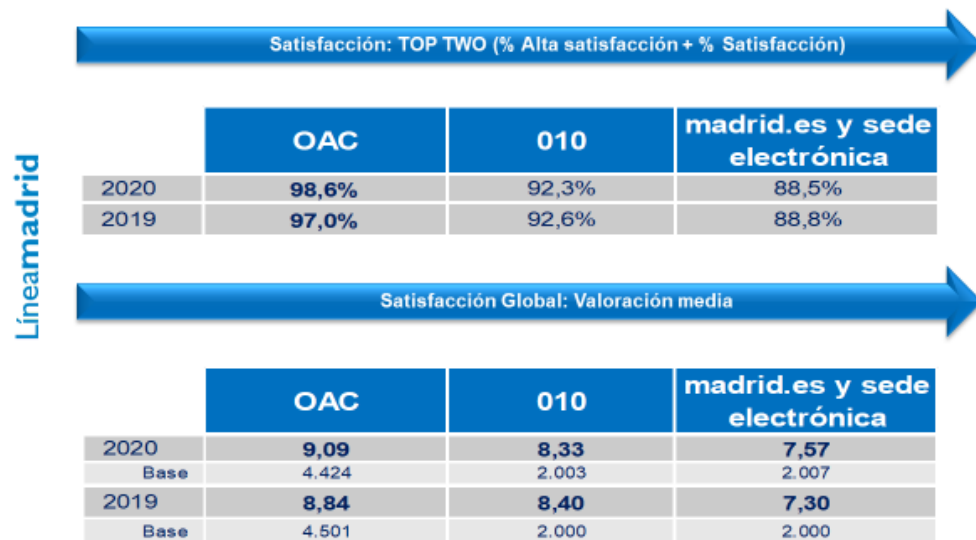 Líneamadrid
Satisfacción: TOP TWO (% Alta satisfacción + % Satisfacción)
OAC 010 madrid.es y sede electrónica
2020 98,6% 92,3% 88,5%
2019 97,0% 92,6% 88,8%
Satisfacción Global: Valoración media
OAC 010 madrid.es y sede electrónica
2020 9,09 8,33 7,57
Base 4.424 2.003 2.007
2019 8,84 8,40 7,30
Base 4.501 2.000 2.000